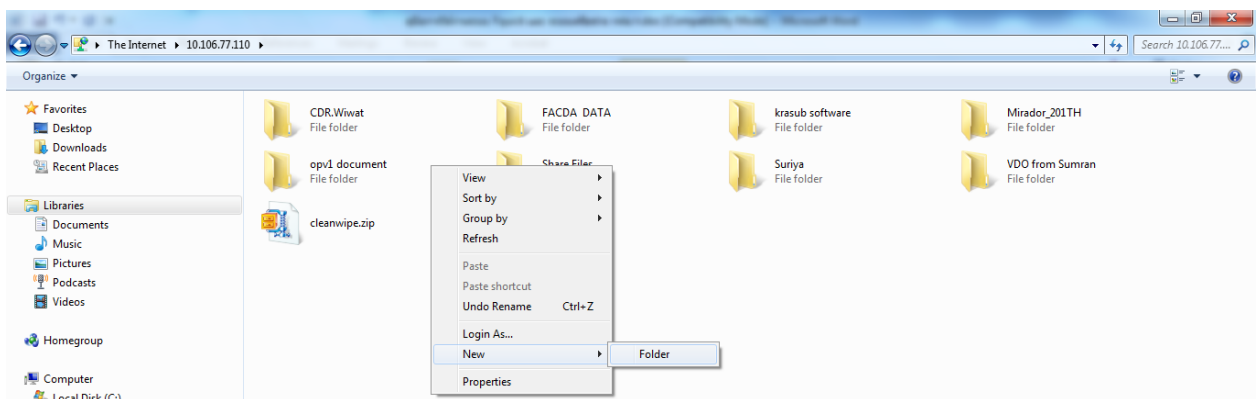 The Internet 10.106.77.110
Search 10.106.77....
Organize
Favorites
Desktop
Downloads
Recent Places
Libraries
Documents
Music
Pictures
Podcasts
Videos
Homegroup
Computer
Local Disk (C:)
CDR.Wiwat
File folder
FACDA_DATA
File folder
krasub software
File folder
Mirador_201TH
File folder
opv1 document
File folder
Share Files
Suriya
File folder
VDO from Sumran
File folder
cleanwipe.zip
View
Sort by
Group by
Refresh
Paste
Paste shortcut
Undo Rename Ctrl+Z
Login As...
New
Folder
Properties